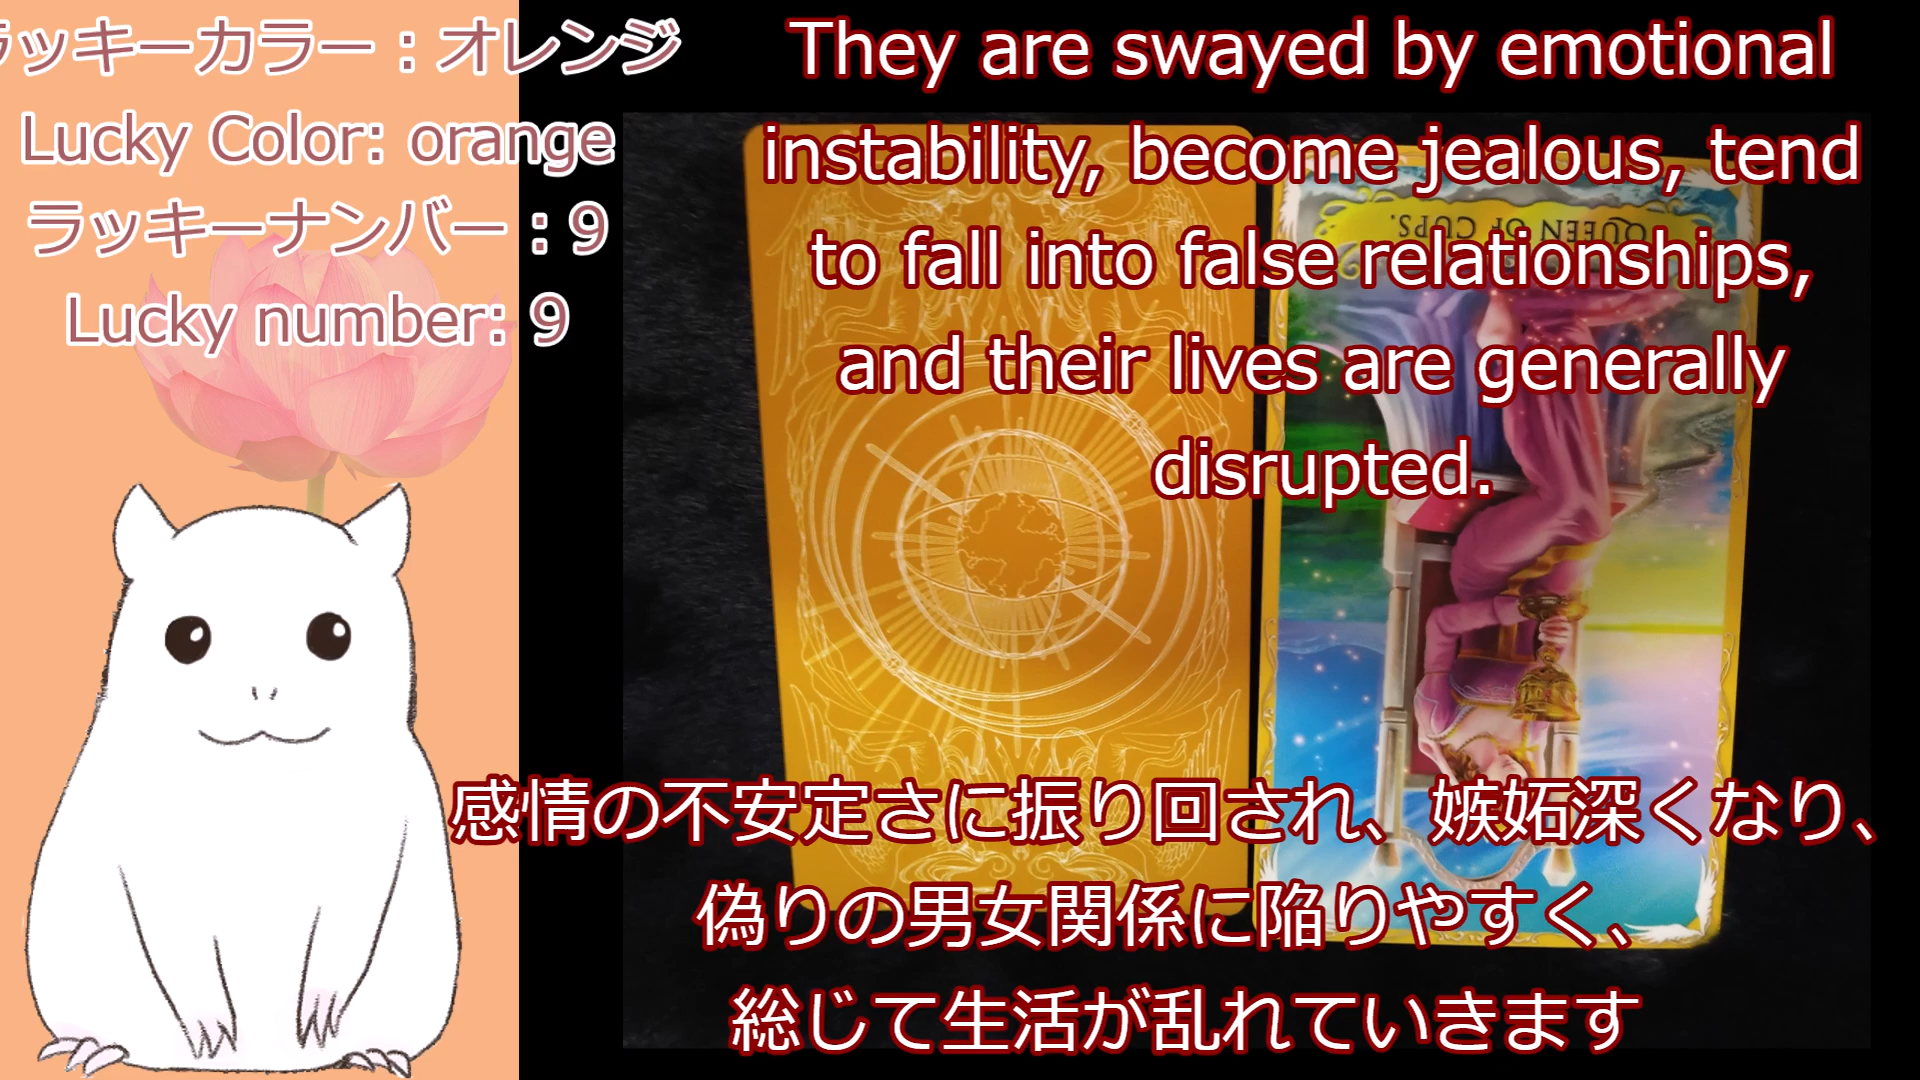 ラッキーカラー：オレンジ
Lucky Color: orange
ラッキーナンバー：9
Lucky number: 9
They are swayed by emotional
instability, become jealous, tend
to fall into false relationships,
and their lives are generally
disrupted.
QUEEN OF CUPS.
感情の不安定さに振り回され、嫉妬深くなり、
偽りの男女関係に陥りやすく、
総じて生活が乱れていきます